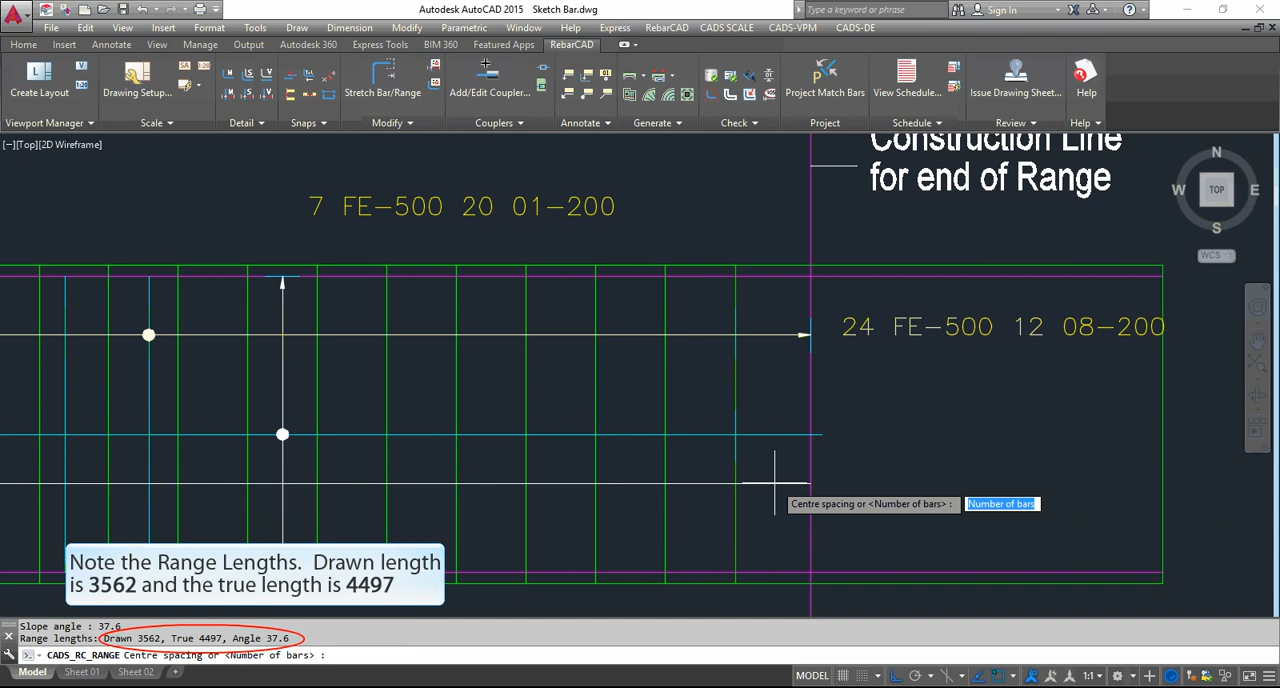 Autodesk AutoCAD 2015 Sketch Bar.dwg
Type a keyword or phrase
Sign In
File Edit View Insert Format Tools Draw Dimension Modify Parametric Window Help Express RebarCAD CADS SCALE CADS-VPM CADS-DE
Home Insert Annotate View Manage Output Autodesk 360 Express Tools BIM 360 Featured Apps RebarCAD
Create Layout Drawing Setup... Stretch Bar/Range Add/Edit Coupler... Project Match Bars View Schedule... Issue Drawing Sheet... Help
Viewport Manager Scale Detail Snaps Modify Couplers Annotate Generate Check Project Schedule Review Help
[−][Top][2D Wireframe]
Construction Line
for end of Range
N
W TOP E
S
WCS
7 FE-500 20 01-200
24 FE-500 12 08-200
Centre spacing or <Number of bars> : Number of bars
Note the Range Lengths. Drawn length
is 3562 and the true length is 4497
Slope angle : 37.6
Range lengths: Drawn 3562, True 4497, Angle 37.6
CADS_RC_RANGE Centre spacing or <Number of bars> :
Model Sheet 01 Sheet 02 +
MODEL 1:1